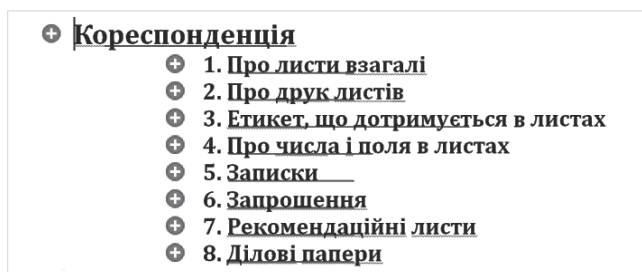 Кореспонденція
1. Про листи взагалі
2. Про друк листів
3. Етикет, що дотримується в листах
4. Про числа і поля в листах
5. Записки
6. Запрошення
7. Рекомендаційні листи
8. Ділові папери